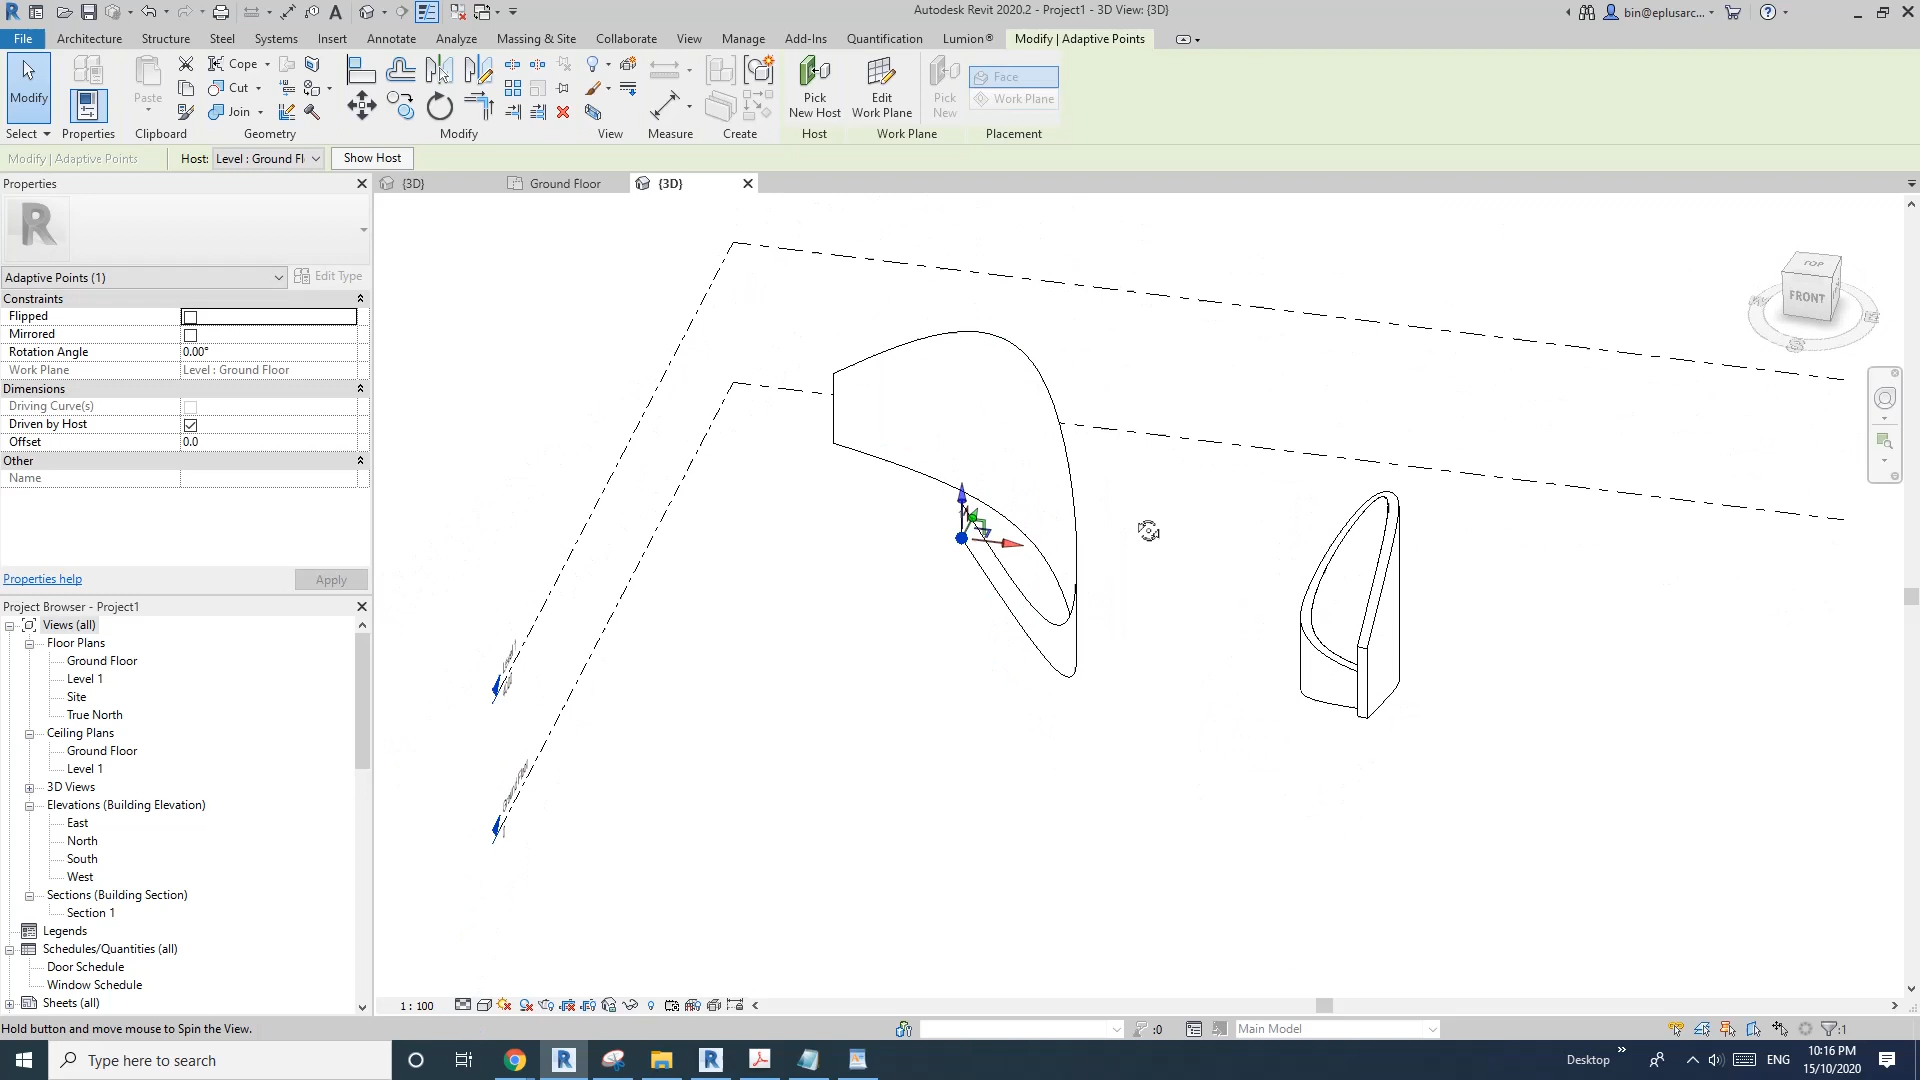 Autodesk Revit 2020.2 - Project1 - 3D View: {3D}
bin@eplusarc...
File
Architecture
Structure
Steel
Systems
Insert
Annotate
Analyze
Massing & Site
Collaborate
View
Manage
Add-Ins
Quantification
Lumion®
Modify | Adaptive Points
Modify
Paste
Cope
Cut
Join
Pick
New Host
Edit
Work Plane
Pick
New
Face
Work Plane
Select
Properties
Clipboard
Geometry
Modify
View
Measure
Create
Host
Work Plane
Placement
Modify | Adaptive Points
Host:
Level : Ground Fl
Show Host
Properties
{3D}
Ground Floor
{3D}
R
Adaptive Points (1)
Edit Type
Constraints
Flipped
Mirrored
Rotation Angle
0.00°
Work Plane
Level : Ground Floor
Dimensions
Driving Curve(s)
Driven by Host
Offset
0.0
Other
Name
Properties help
Apply
Project Browser - Project1
Views (all)
Floor Plans
Ground Floor
Level 1
Site
True North
Ceiling Plans
Ground Floor
Level 1
3D Views
Elevations (Building Elevation)
East
North
South
West
Sections (Building Section)
Section 1
Legends
Schedules/Quantities (all)
Door Schedule
Window Schedule
Sheets (all)
TOP
FRONT
1 : 100
Hold button and move mouse to Spin the View.
:0
Main Model
:1
Type here to search
Desktop
ENG
10:16 PM
15/10/2020